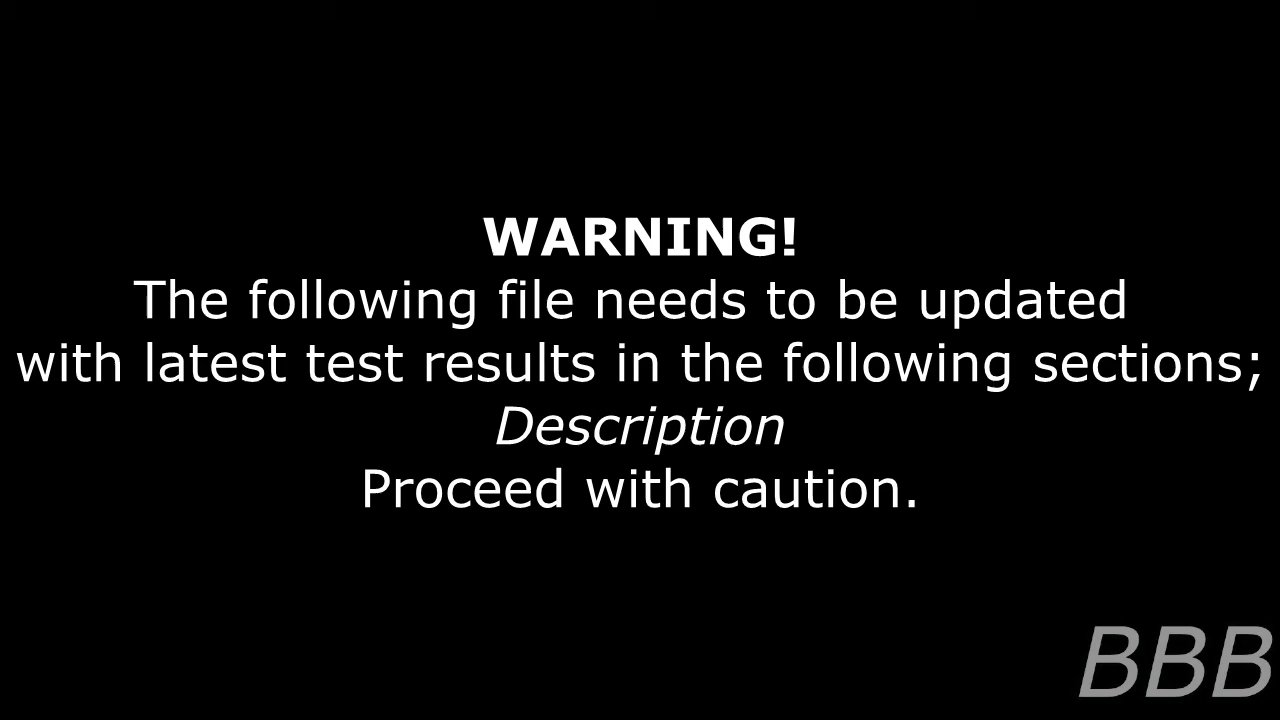 WARNING!
The following file needs to be updated
with latest test results in the following sections;
Description
Proceed with caution.
BBB